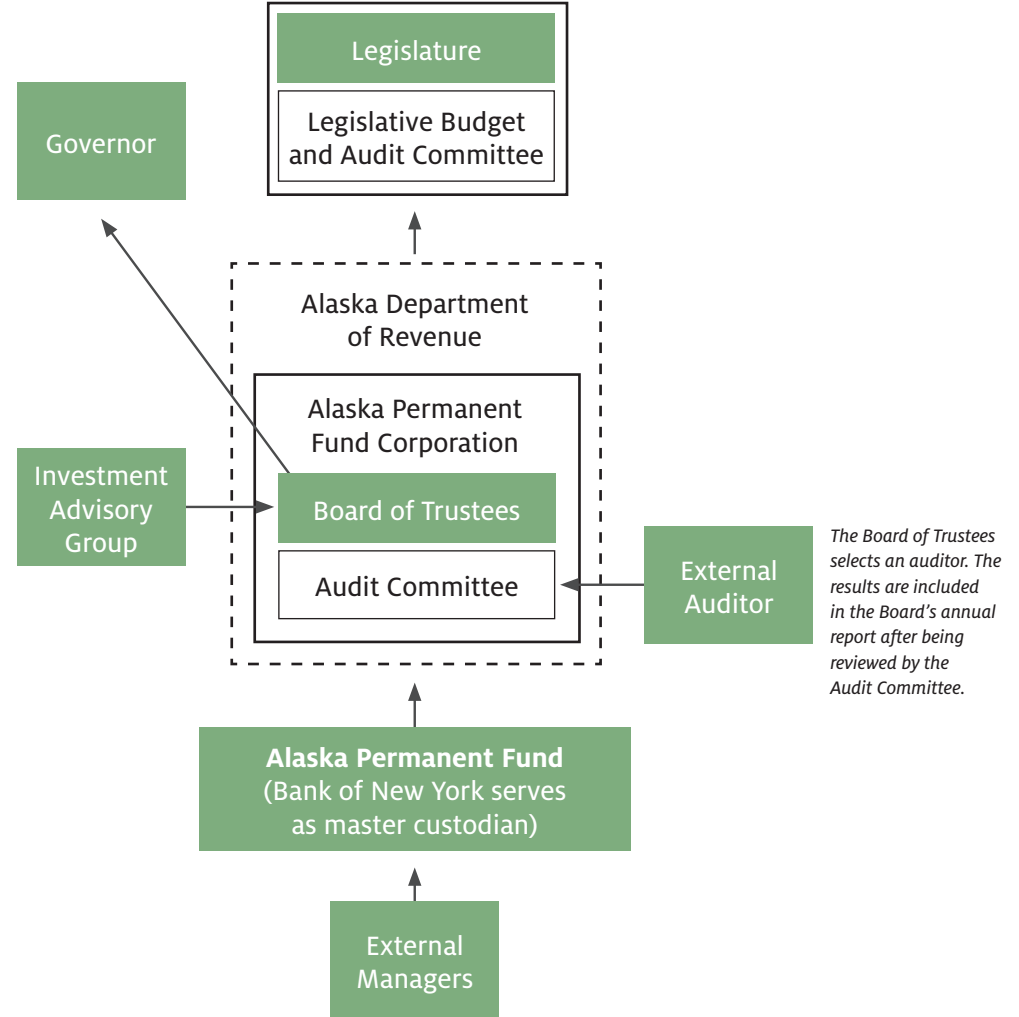 Legislature
Legislative Budget
and Audit Committee
Governor
Alaska Department
of Revenue
Alaska Permanent
Fund Corporation
Investment
Advisory
Group
Board of Trustees
Audit Committee
External
Auditor
The Board of Trustees
selects an auditor. The
results are included
in the Board's annual
report after being
reviewed by the
Audit Committee.
Alaska Permanent Fund
(Bank of New York serves
as master custodian)
External
Managers